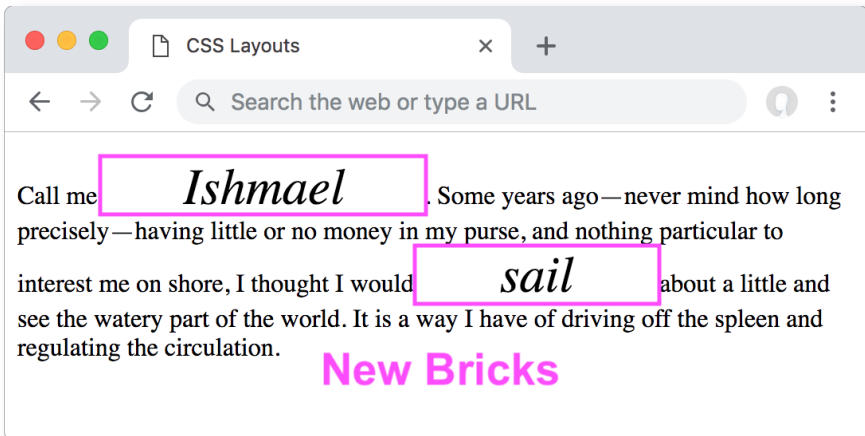 CSS Layouts
Search the web or type a URL
Call me Ishmael. Some years ago—never mind how long
precisely—having little or no money in my purse, and nothing particular to
interest me on shore, I thought I would sail about a little and
see the watery part of the world. It is a way I have of driving off the spleen and
regulating the circulation.
New Bricks